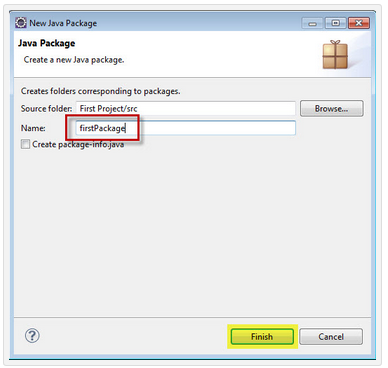 New Java Package
Java Package
Create a new Java package.
Creates folders corresponding to packages.
Source folder: First Project/src Browse...
Name: firstPackage
Create package-info.java
? Finish Cancel